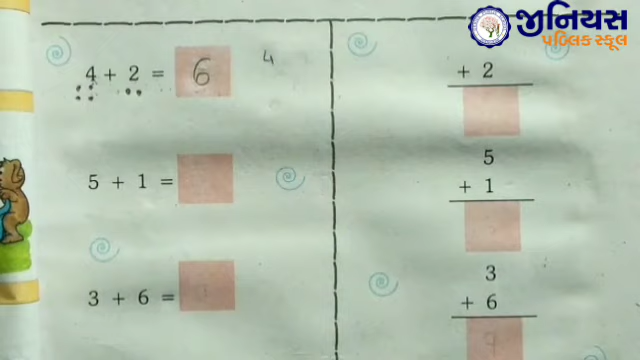 જીનિયસ
પબ્લિક સ્કૂલ
4 + 2 = 6
4
5 + 1 =
3 + 6 =
+ 2
5
+ 1
3
+ 6